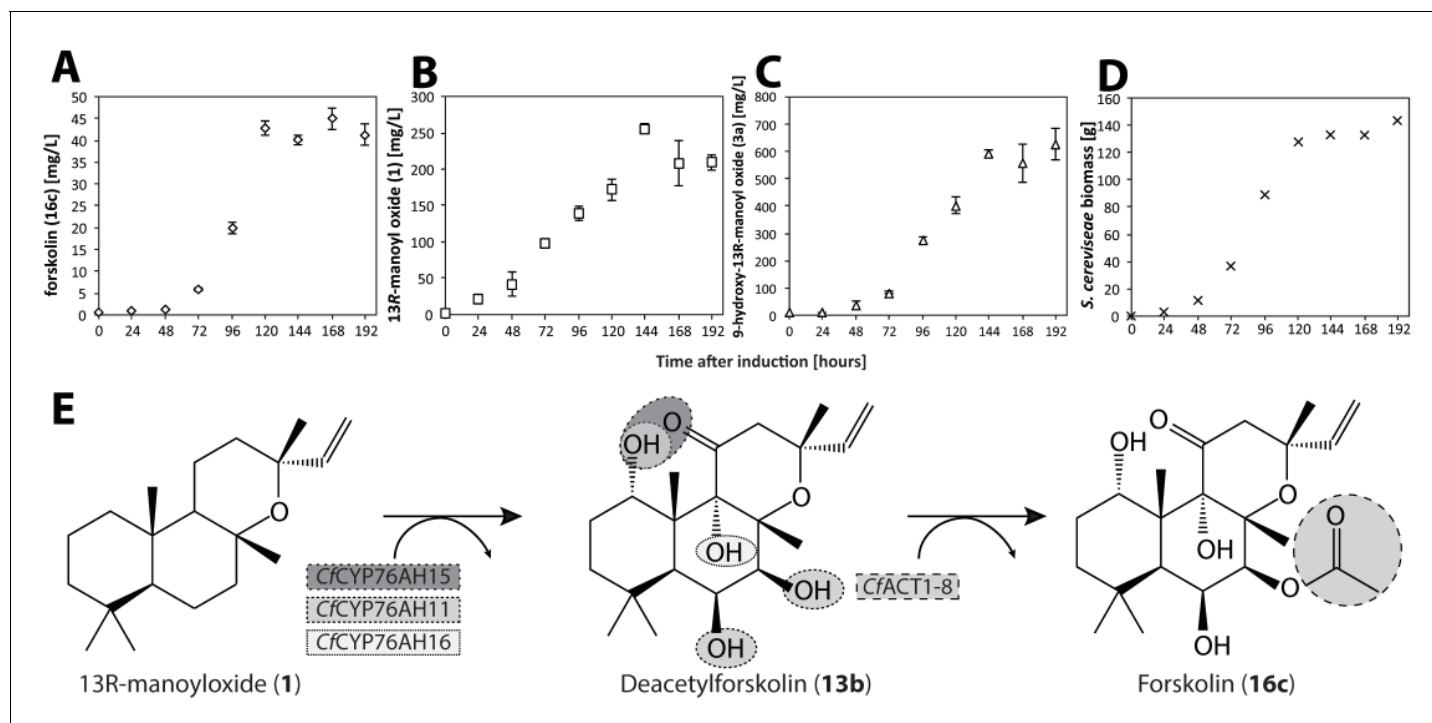 A
B
C
D
forskolin (16c) [mg/L]
50
45
40
35
30
25
20
15
10
5
0
0 24 48 72 96 120 144 168 192
13R-manoyl oxide (1) [mg/L]
300
250
200
150
100
50
0
0 24 48 72 96 120 144 168 192
9-hydroxy-13R-manoyl oxide (3a) [mg/L]
800
700
600
500
400
300
200
100
0
0 24 48 72 96 120 144 168 192
S. cereviseae biomass [g]
160
140
120
100
80
60
40
20
0
0 24 48 72 96 120 144 168 192
Time after induction [hours]
E
O
CfCYP76AH15
CfCYP76AH11
CfCYP76AH16
O
OH
O
OH
OH
OH
CfACT1-8
O
OH
O
O
OH
O
OH
13R-manoyloxide (1)
Deacetylforskolin (13b)
Forskolin (16c)